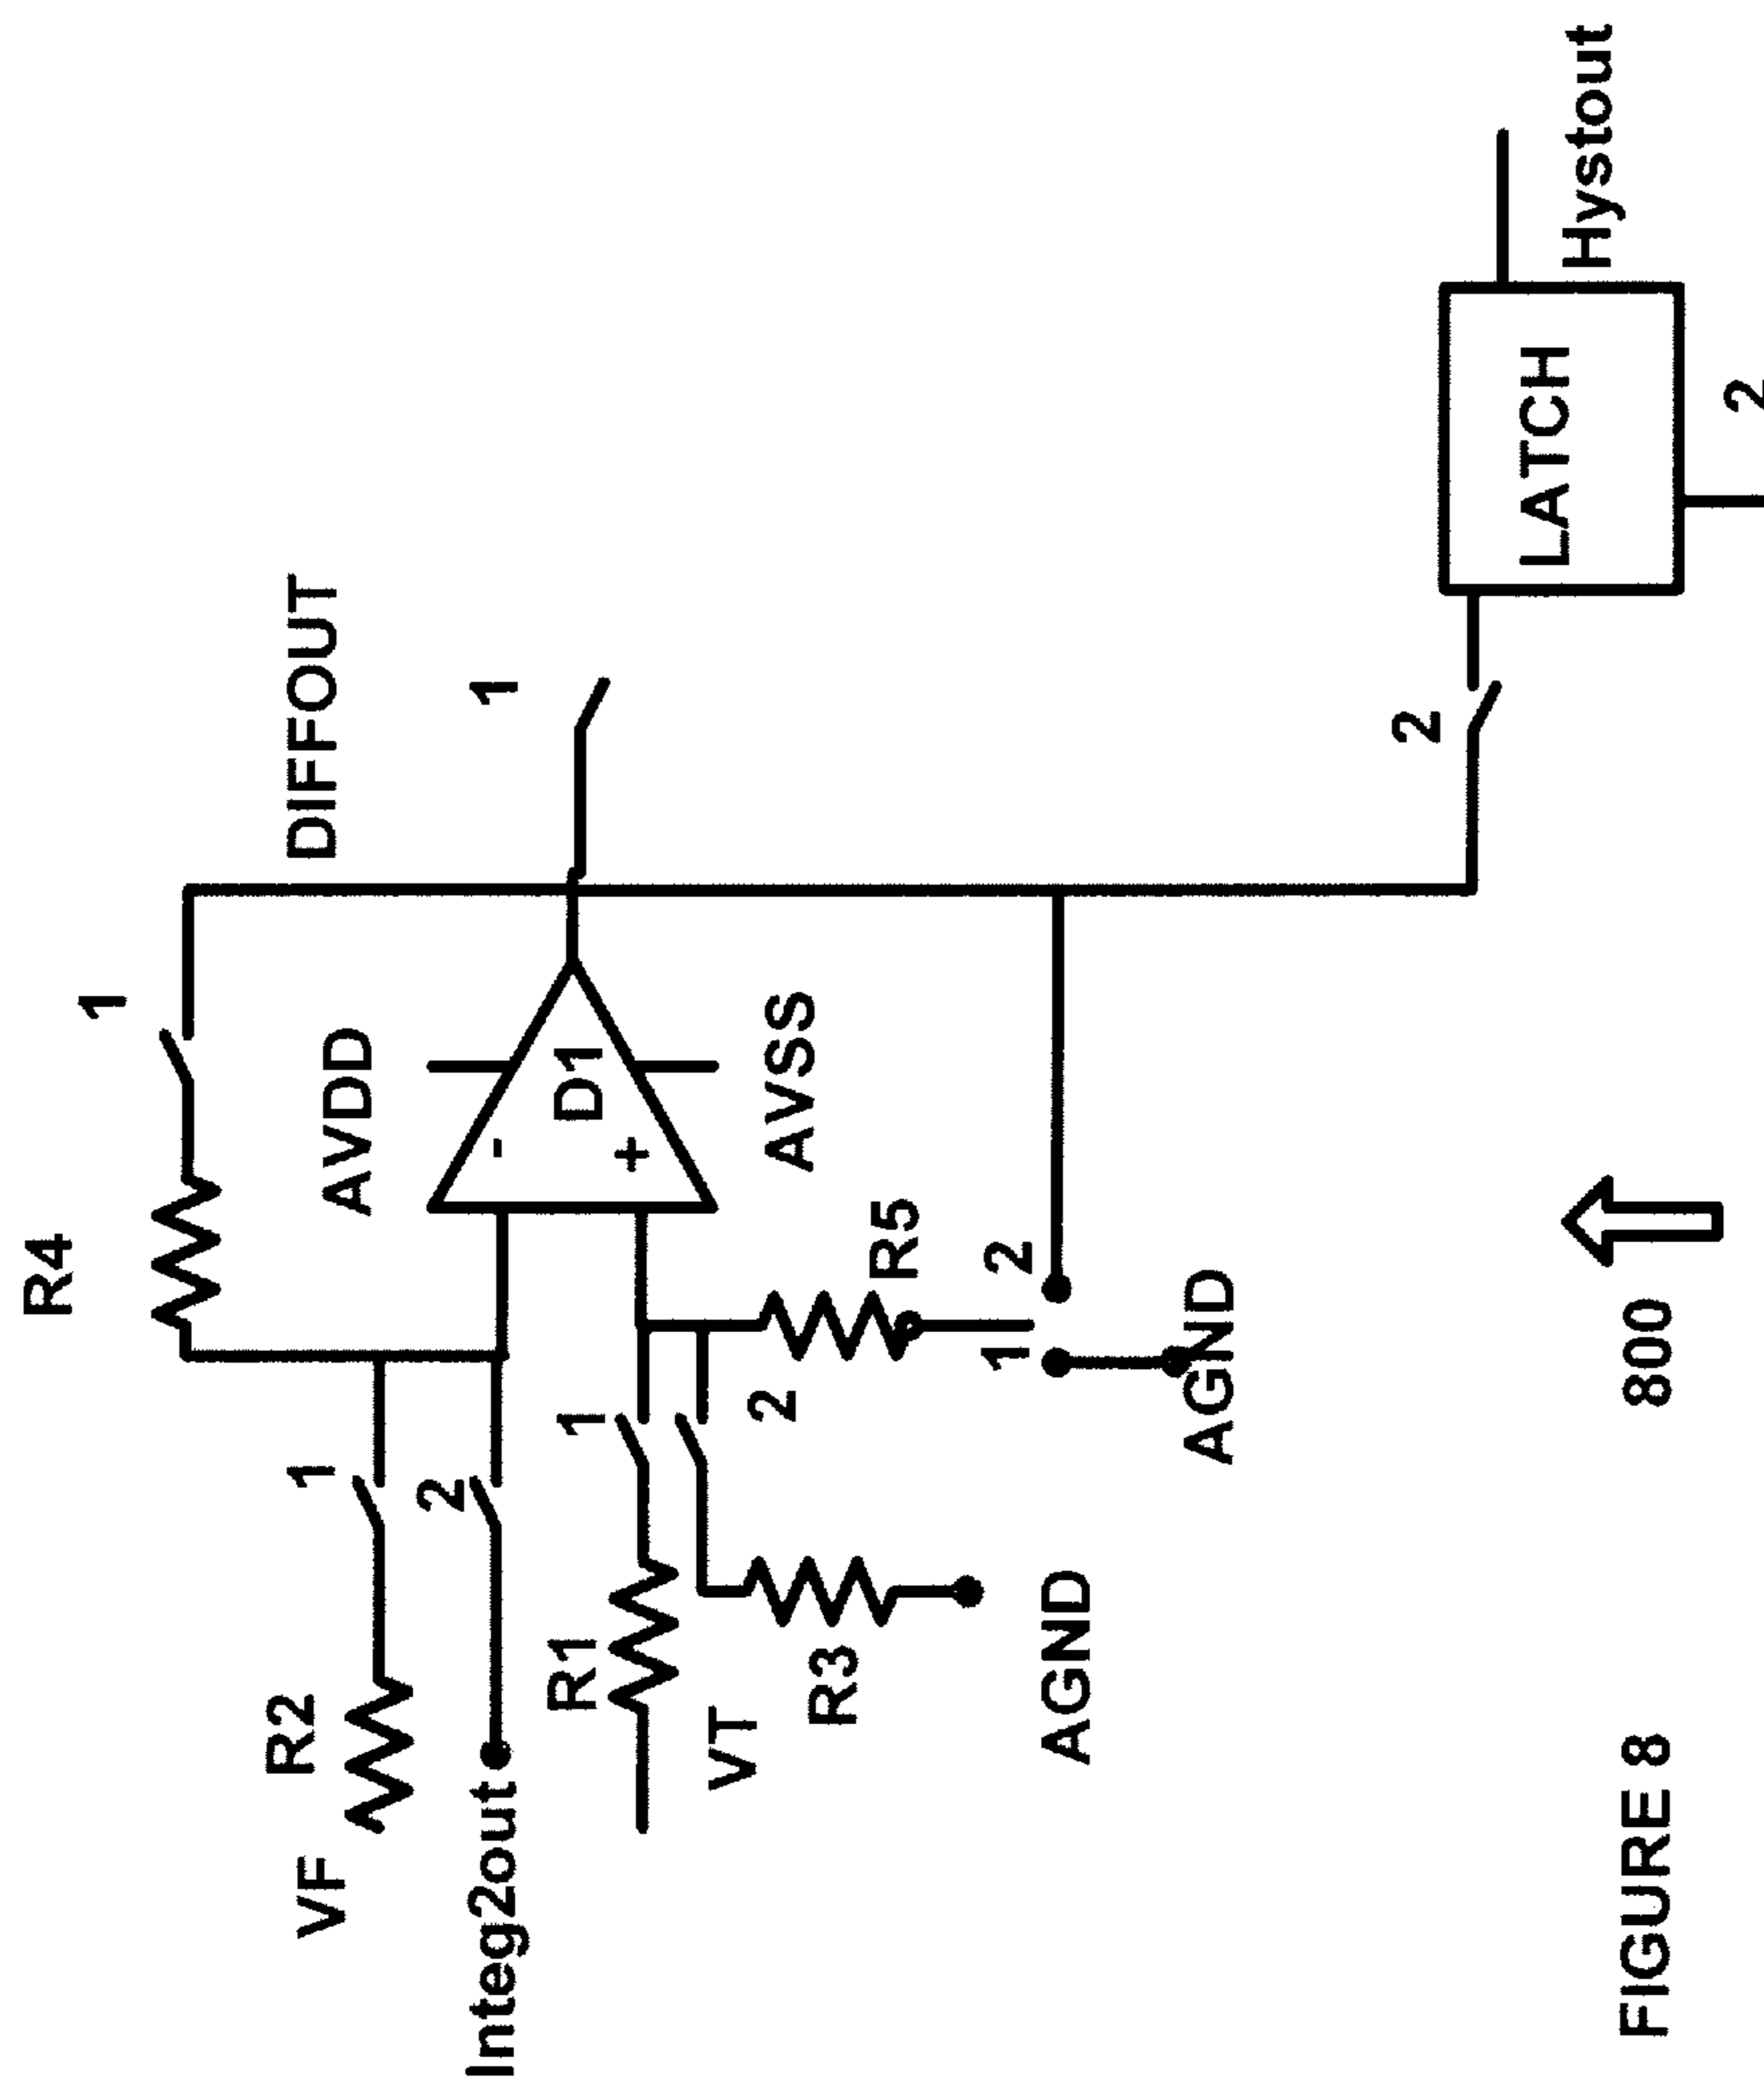 R4
1
DIFFOUT
AVDD
VF
R2
1
1
Integ2out
2
-
D1
R1
1
+
VT
2
AVSS
R3
R5
1
2
AGND
AGND
2
LATCH
Hystout
2
FIGURE 8
800